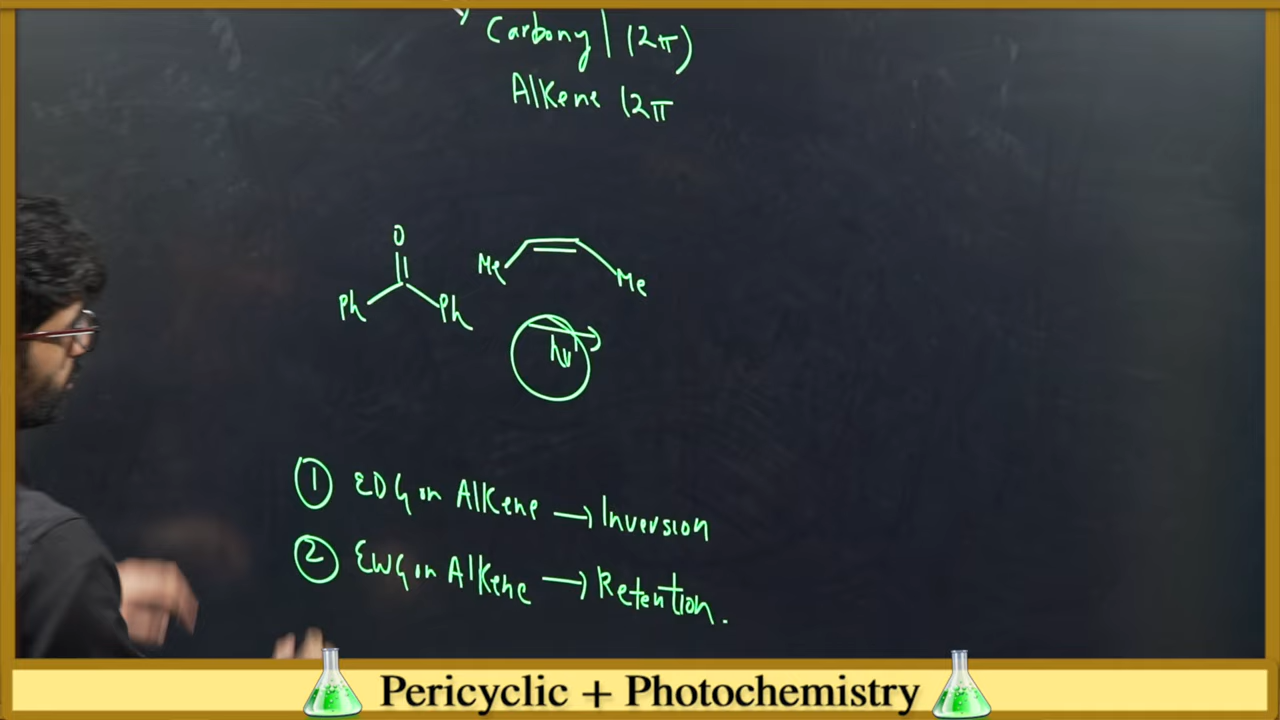 Carbonyl (2π)
Alkene (2π
O
Ph Ph
Me Me
hν
① EDG on Alkene → Inversion
② EWG on Alkene → Retention.
Pericyclic + Photochemistry